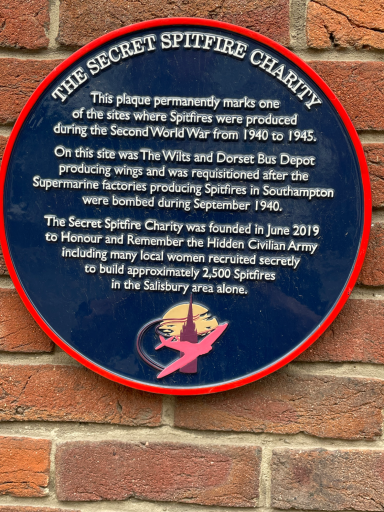 THE SECRET SPITFIRE CHARITY
This plaque permanently marks one
of the sites where Spitfires were produced
during the Second World War from 1940 to 1945.
On this site was The Wilts and Dorset Bus Depot
producing wings and was requisitioned after the
Supermarine factories producing Spitfires in Southampton
were bombed during September 1940.
The Secret Spitfire Charity was founded in June 2019
to Honour and Remember the Hidden Civilian Army
including many local women recruited secretly
to build approximately 2,500 Spitfires
in the Salisbury area alone.